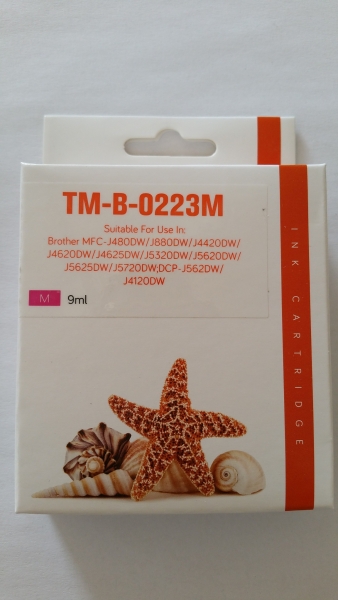 TM-B-0223M
Suitable For Use In:
Brother MFC-J480DW/J880DW/J4420DW/
J4620DW/J4625DW/J5320DW/J5620DW/
J5625DW/J5720DW;DCP-J562DW/
J4120DW
M 9ml
INK CARTRIDGE